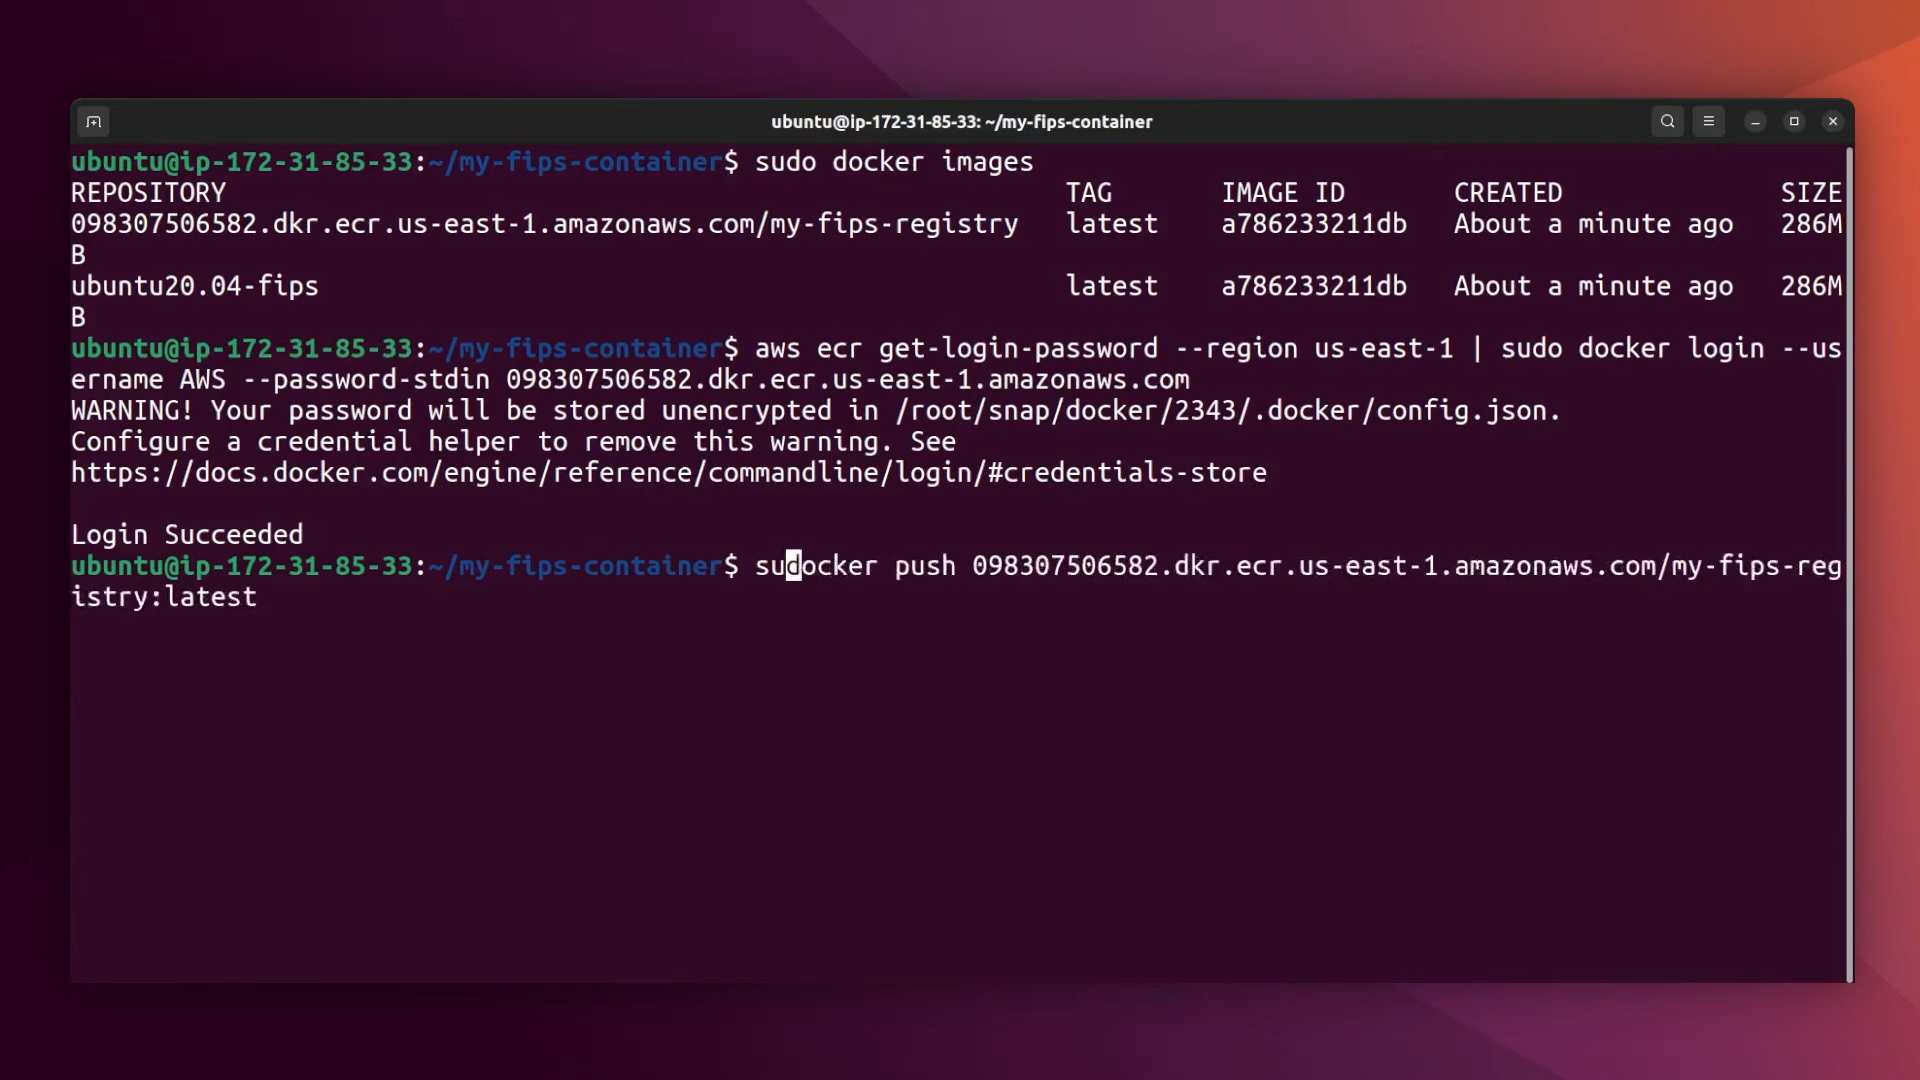 ubuntu@ip-172-31-85-33: ~/my-fips-container
ubuntu@ip-172-31-85-33:~/my-fips-container$ sudo docker images
REPOSITORY TAG IMAGE ID CREATED SIZE
098307506582.dkr.ecr.us-east-1.amazonaws.com/my-fips-registry latest a786233211db About a minute ago 286M
B
ubuntu20.04-fips latest a786233211db About a minute ago 286M
B
ubuntu@ip-172-31-85-33:~/my-fips-container$ aws ecr get-login-password --region us-east-1 | sudo docker login --us
ername AWS --password-stdin 098307506582.dkr.ecr.us-east-1.amazonaws.com
WARNING! Your password will be stored unencrypted in /root/snap/docker/2343/.docker/config.json.
Configure a credential helper to remove this warning. See
https://docs.docker.com/engine/reference/commandline/login/#credentials-store
Login Succeeded
ubuntu@ip-172-31-85-33:~/my-fips-container$ sudocker push 098307506582.dkr.ecr.us-east-1.amazonaws.com/my-fips-reg
istry:latest